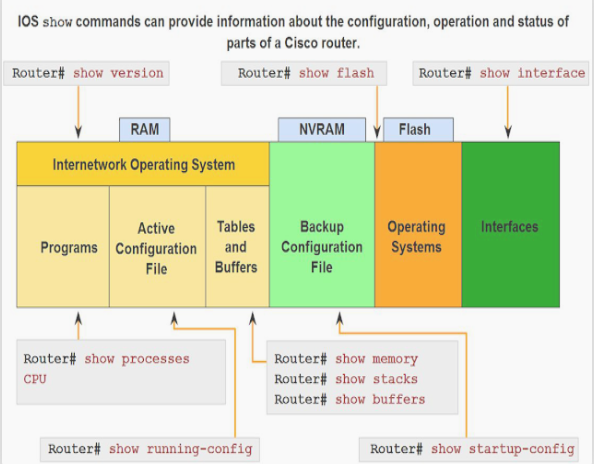 IOS show commands can provide information about the configuration, operation and status of
parts of a Cisco router.
Router# show version
Router# show flash
Router# show interface
RAM
NVRAM
Flash
Internetwork Operating System
Programs
Active
Configuration
File
Tables
and
Buffers
Backup
Configuration
File
Operating
Systems
Interfaces
Router# show processes
CPU
Router# show memory
Router# show stacks
Router# show buffers
Router# show running-config
Router# show startup-config